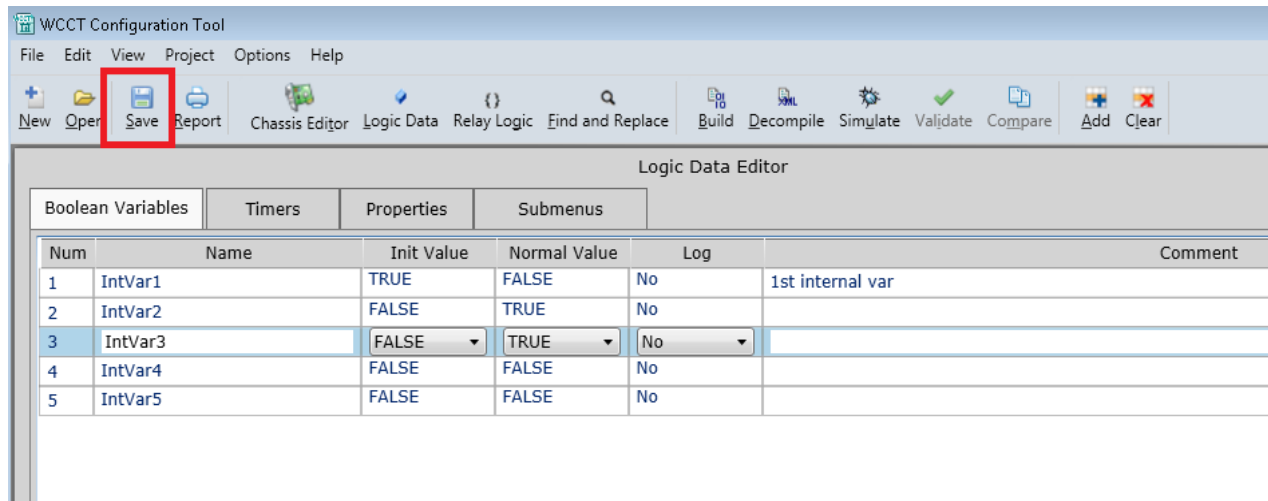 WCCT Configuration Tool
File Edit View Project Options Help
New Open Save Report Chassis Editor Logic Data Relay Logic Find and Replace Build Decompile Simulate Validate Compare Add Clear
Logic Data Editor
Boolean Variables Timers Properties Submenus
Num Name Init Value Normal Value Log Comment
1 IntVar1 TRUE FALSE No 1st internal var
2 IntVar2 FALSE TRUE No
3 IntVar3 FALSE TRUE No
4 IntVar4 FALSE FALSE No
5 IntVar5 FALSE FALSE No